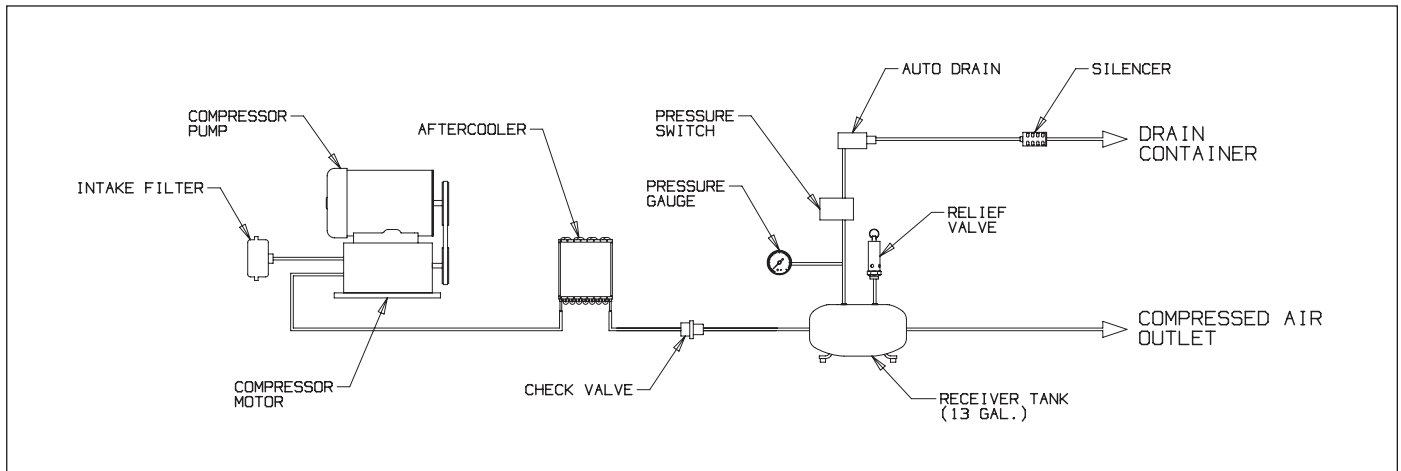 COMPRESSOR
PUMP
INTAKE FILTER
COMPRESSOR
MOTOR
AFTERCOOLER
CHECK VALVE
PRESSURE
SWITCH
PRESSURE
GAUGE
AUTO DRAIN
SILENCER
DRAIN
CONTAINER
RELIEF
VALVE
COMPRESSED AIR
OUTLET
RECEIVER TANK
(13 GAL.)